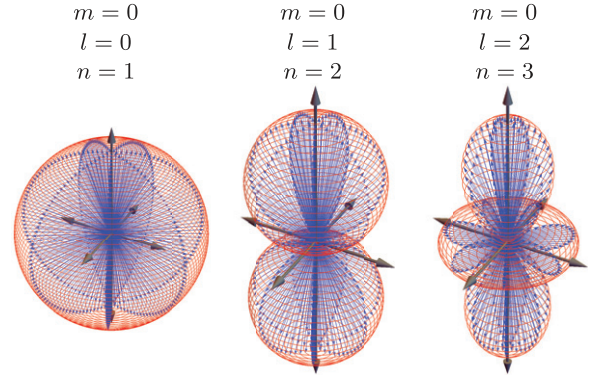 m = 0
l = 0
n = 1
m = 0
l = 1
n = 2
m = 0
l = 2
n = 3